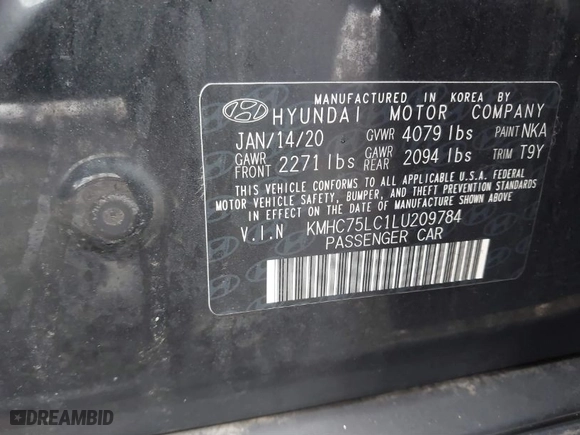 MANUFACTURED IN KOREA BY
HYUNDAI MOTOR COMPANY
JAN/14/20 GVWR 4079 lbs PAINT NKA
GAWR FRONT 2271 lbs GAWR REAR 2094 lbs TRIM T9Y
THIS VEHICLE CONFORMS TO ALL APPLICABLE U.S.A. FEDERAL
MOTOR VEHICLE SAFETY, BUMPER, AND THEFT PREVENTION STANDARDS
IN EFFECT ON THE DATE OF MANUFACTURE SHOWN ABOVE
V.I.N KMHC75LC1LU209784
PASSENGER CAR
DREAMBID